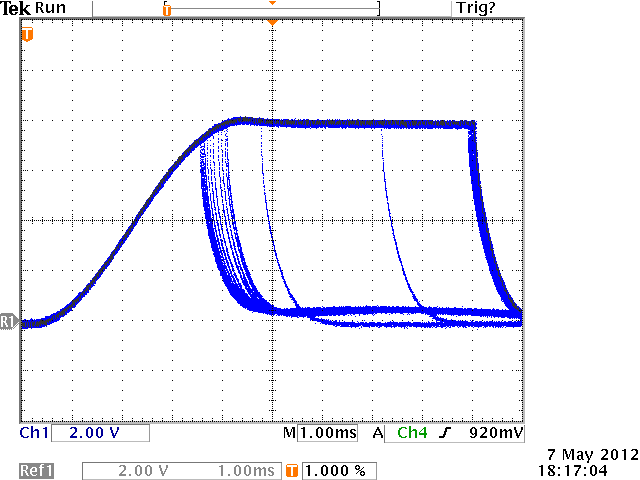 Tek Run Trig?
T
T
R1
Ch1 2.00 V M 1.00ms A Ch4 920mV
7 May 2012
Ref1 2.00 V 1.00ms T 1.000 % 18:17:04